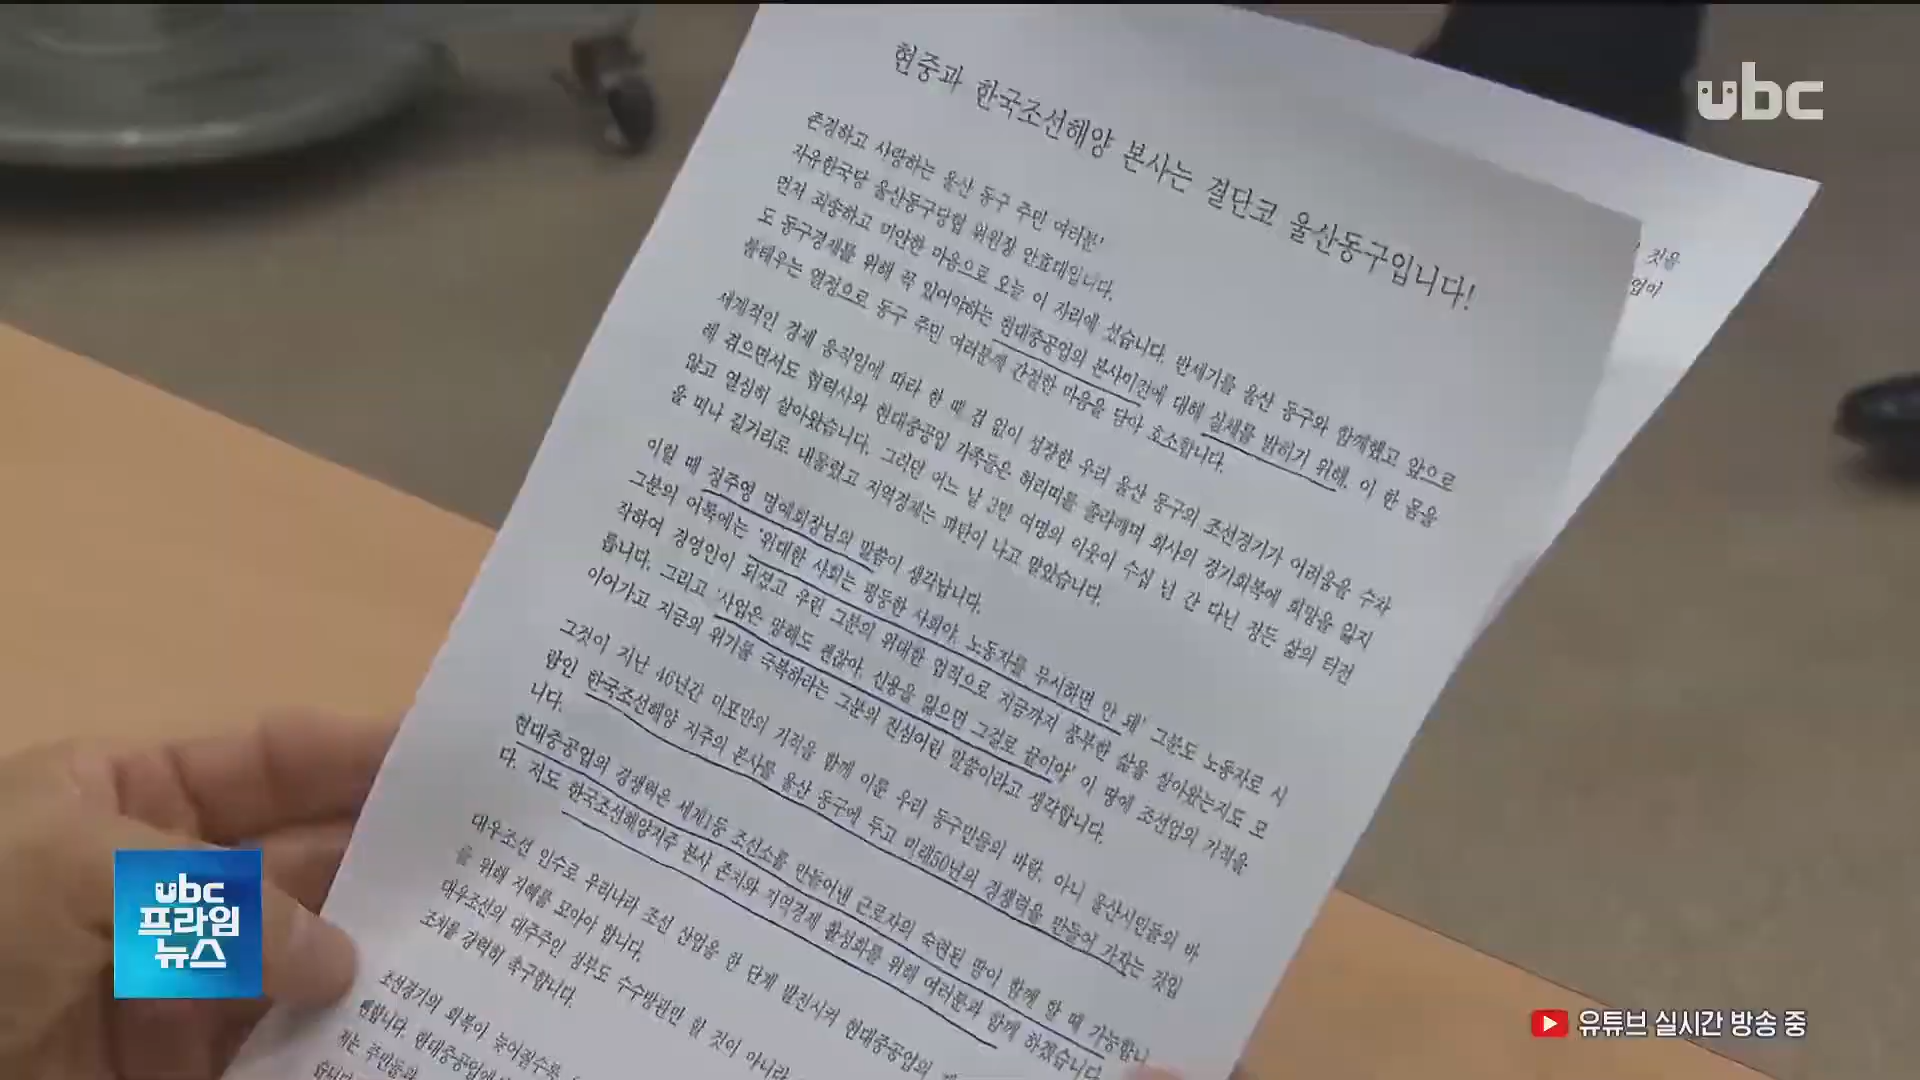 ubc
현중과 한국조선해양 본사는 결단코 울산동구입니다!
존경하고 사랑하는 울산 동구 주민 여러분!
자유한국당 울산동구당협 위원장 안효대입니다.
먼저 죄송하고 미안한 마음으로 오늘 이 자리에 섰습니다. 반세기를 울산 동구와 함께했고 앞으로
도 동구경제를 위해 꼭 있어야하는 현대중공업의 본사이전에 대해 실체를 밝히기 위해, 이 한 몸을
불태우는 열정으로 동구 주민 여러분께 간절한 마음을 담아 호소합니다.
세계적인 경제 움직임에 따라 한 때 겁 없이 성장한 우리 울산 동구의 조선경기가 어려움을 수차
례 겪으면서도 협력사와 현대중공업 가족들은 허리띠를 졸라매며 회사의 경기회복에 희망을 잃지
않고 열심히 살아왔습니다. 그러던 어느 날 2만 여명의 이웃이 수십 년 간 다닌 정든 삶의 터전
을 떠나 길거리로 내몰렸고 지역경제는 파탄이 나고 말았습니다.
이럴 때 정주영 명예회장님의 말씀이 생각납니다.
그분의 어록에는 '위대한 사회는 평등한 사회야. 노동자를 무시하면 안 돼' 그분도 노동자로 시
작하여 경영인이 되셨고 우린 그분의 위대한 업적으로 지금까지 풍부한 삶을 살아왔는지도 모
릅니다. 그리고 '사업은 망해도 괜찮아, 신용을 잃으면 그걸로 끝이야' 이 땅에 조선업의 기적을
이어가고 지금의 위기를 극복하라는 그분의 진심어린 말씀이라고 생각합니다.
그것이 지난 46년간 미포만의 기적을 함께 이룬 우리 동구민들의 바람, 아니 울산시민들의 바
람인 한국조선해양 지주의 본사를 울산 동구에 두고 미래50년의 경쟁력을 만들어 가자는 것입
니다.
현대중공업의 경쟁력은 세계1등 조선소를 만들어낸 근로자의 숙련된 땀이 함께 할 때 가능합니
다. 저도 한국조선해양지주 본사 존치와 지역경제 활성화를 위해 여러분과 함께 하겠습니다
대우조선 인수로 우리나라 조선 산업을 한 단계 발전시켜 현대중공업의
을 위해 지혜를 모아야 합니다.
대우조선의 대주주인 정부도 수수방관만 할 것이 아니라
조치를 강력히 촉구합니다.
조선경기의 회복이 늦어질수록
현대중공업에
저는 주민들과
것을
업이
ubc
프라임
뉴스
유튜브 실시간 방송 중